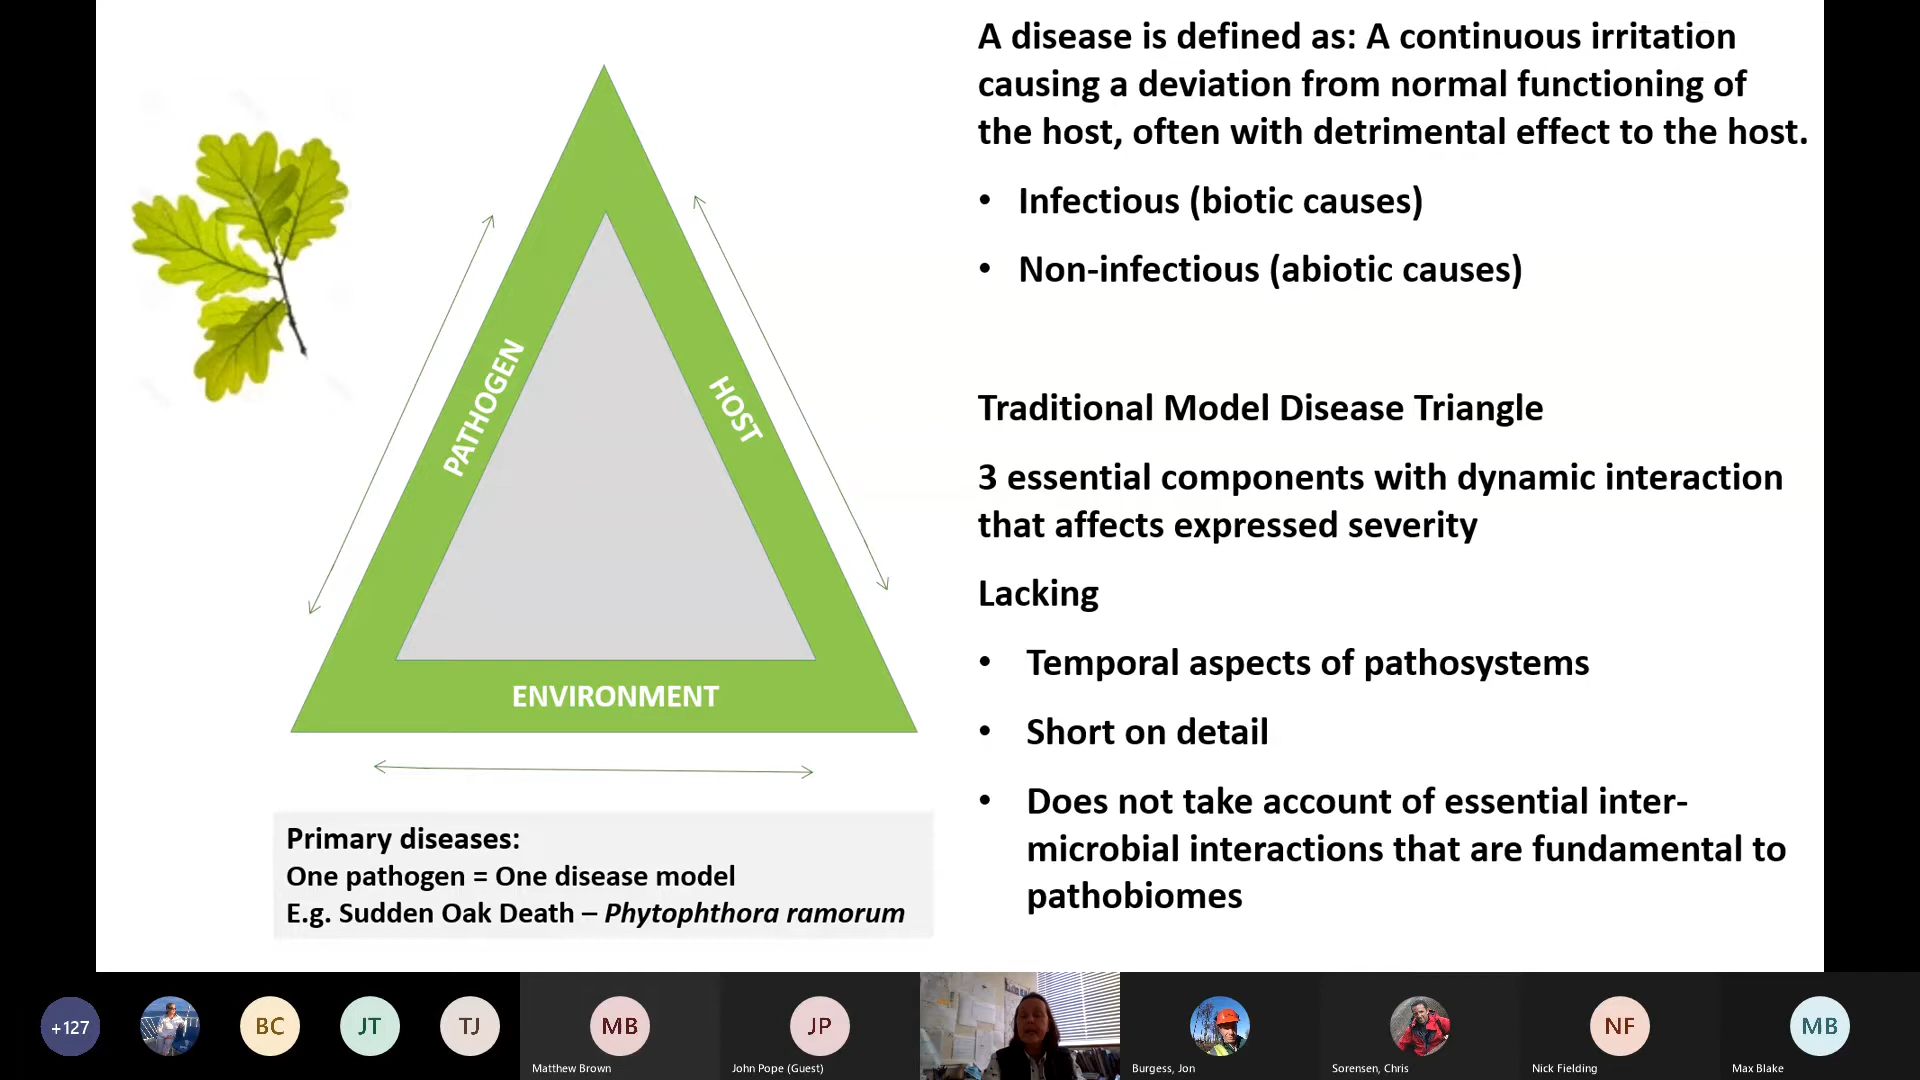 A disease is defined as: A continuous irritation
causing a deviation from normal functioning of
the host, often with detrimental effect to the host.
• Infectious (biotic causes)
• Non-infectious (abiotic causes)
Traditional Model Disease Triangle
3 essential components with dynamic interaction
that affects expressed severity
Lacking
• Temporal aspects of pathosystems
• Short on detail
• Does not take account of essential inter-
microbial interactions that are fundamental to
pathobiomes
PATHOGEN
HOST
ENVIRONMENT
Primary diseases:
One pathogen = One disease model
E.g. Sudden Oak Death – Phytophthora ramorum
+127
BC
JT
TJ
MB
Matthew Brown
JP
John Pope (Guest)
Burgess, Jon
Sorensen, Chris
NF
Nick Fielding
MB
Max Blake